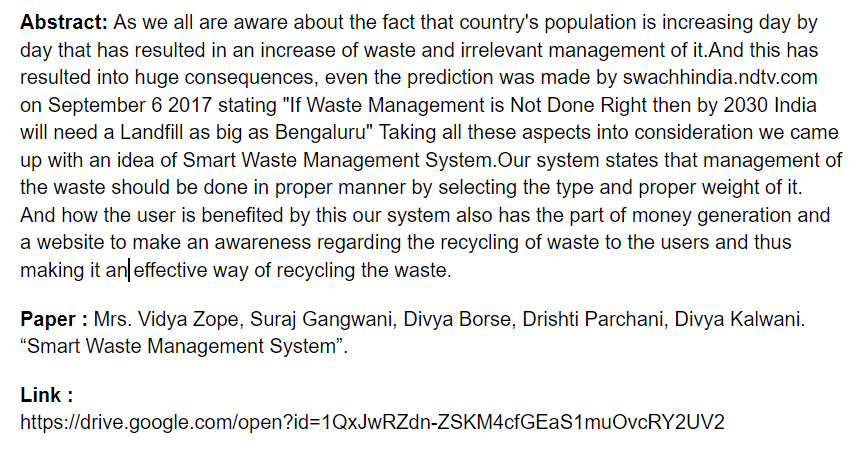 Abstract: As we all are aware about the fact that country's population is increasing day by
day that has resulted in an increase of waste and irrelevant management of it.And this has
resulted into huge consequences, even the prediction was made by swachhindia.ndtv.com
on September 6 2017 stating "If Waste Management is Not Done Right then by 2030 India
will need a Landfill as big as Bengaluru" Taking all these aspects into consideration we came
up with an idea of Smart Waste Management System.Our system states that management of
the waste should be done in proper manner by selecting the type and proper weight of it.
And how the user is benefited by this our system also has the part of money generation and
a website to make an awareness regarding the recycling of waste to the users and thus
making it an effective way of recycling the waste.
Paper : Mrs. Vidya Zope, Suraj Gangwani, Divya Borse, Drishti Parchani, Divya Kalwani.
“Smart Waste Management System”.
Link :
https://drive.google.com/open?id=1QxJwRZdn-ZSKM4cfGEaS1muOvcRY2UV2